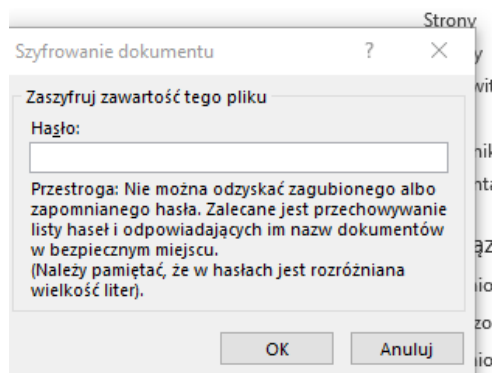 Strony
Szyfrowanie dokumentu ? ×
Zaszyfruj zawartość tego pliku
Hasło:
Przestroga: Nie można odzyskać zagubionego albo
zapomnianego hasła. Zalecane jest przechowywanie
listy haseł i odpowiadających im nazw dokumentów
w bezpiecznym miejscu.
(Należy pamiętać, że w hasłach jest rozróżniana
wielkość liter).
OK Anuluj